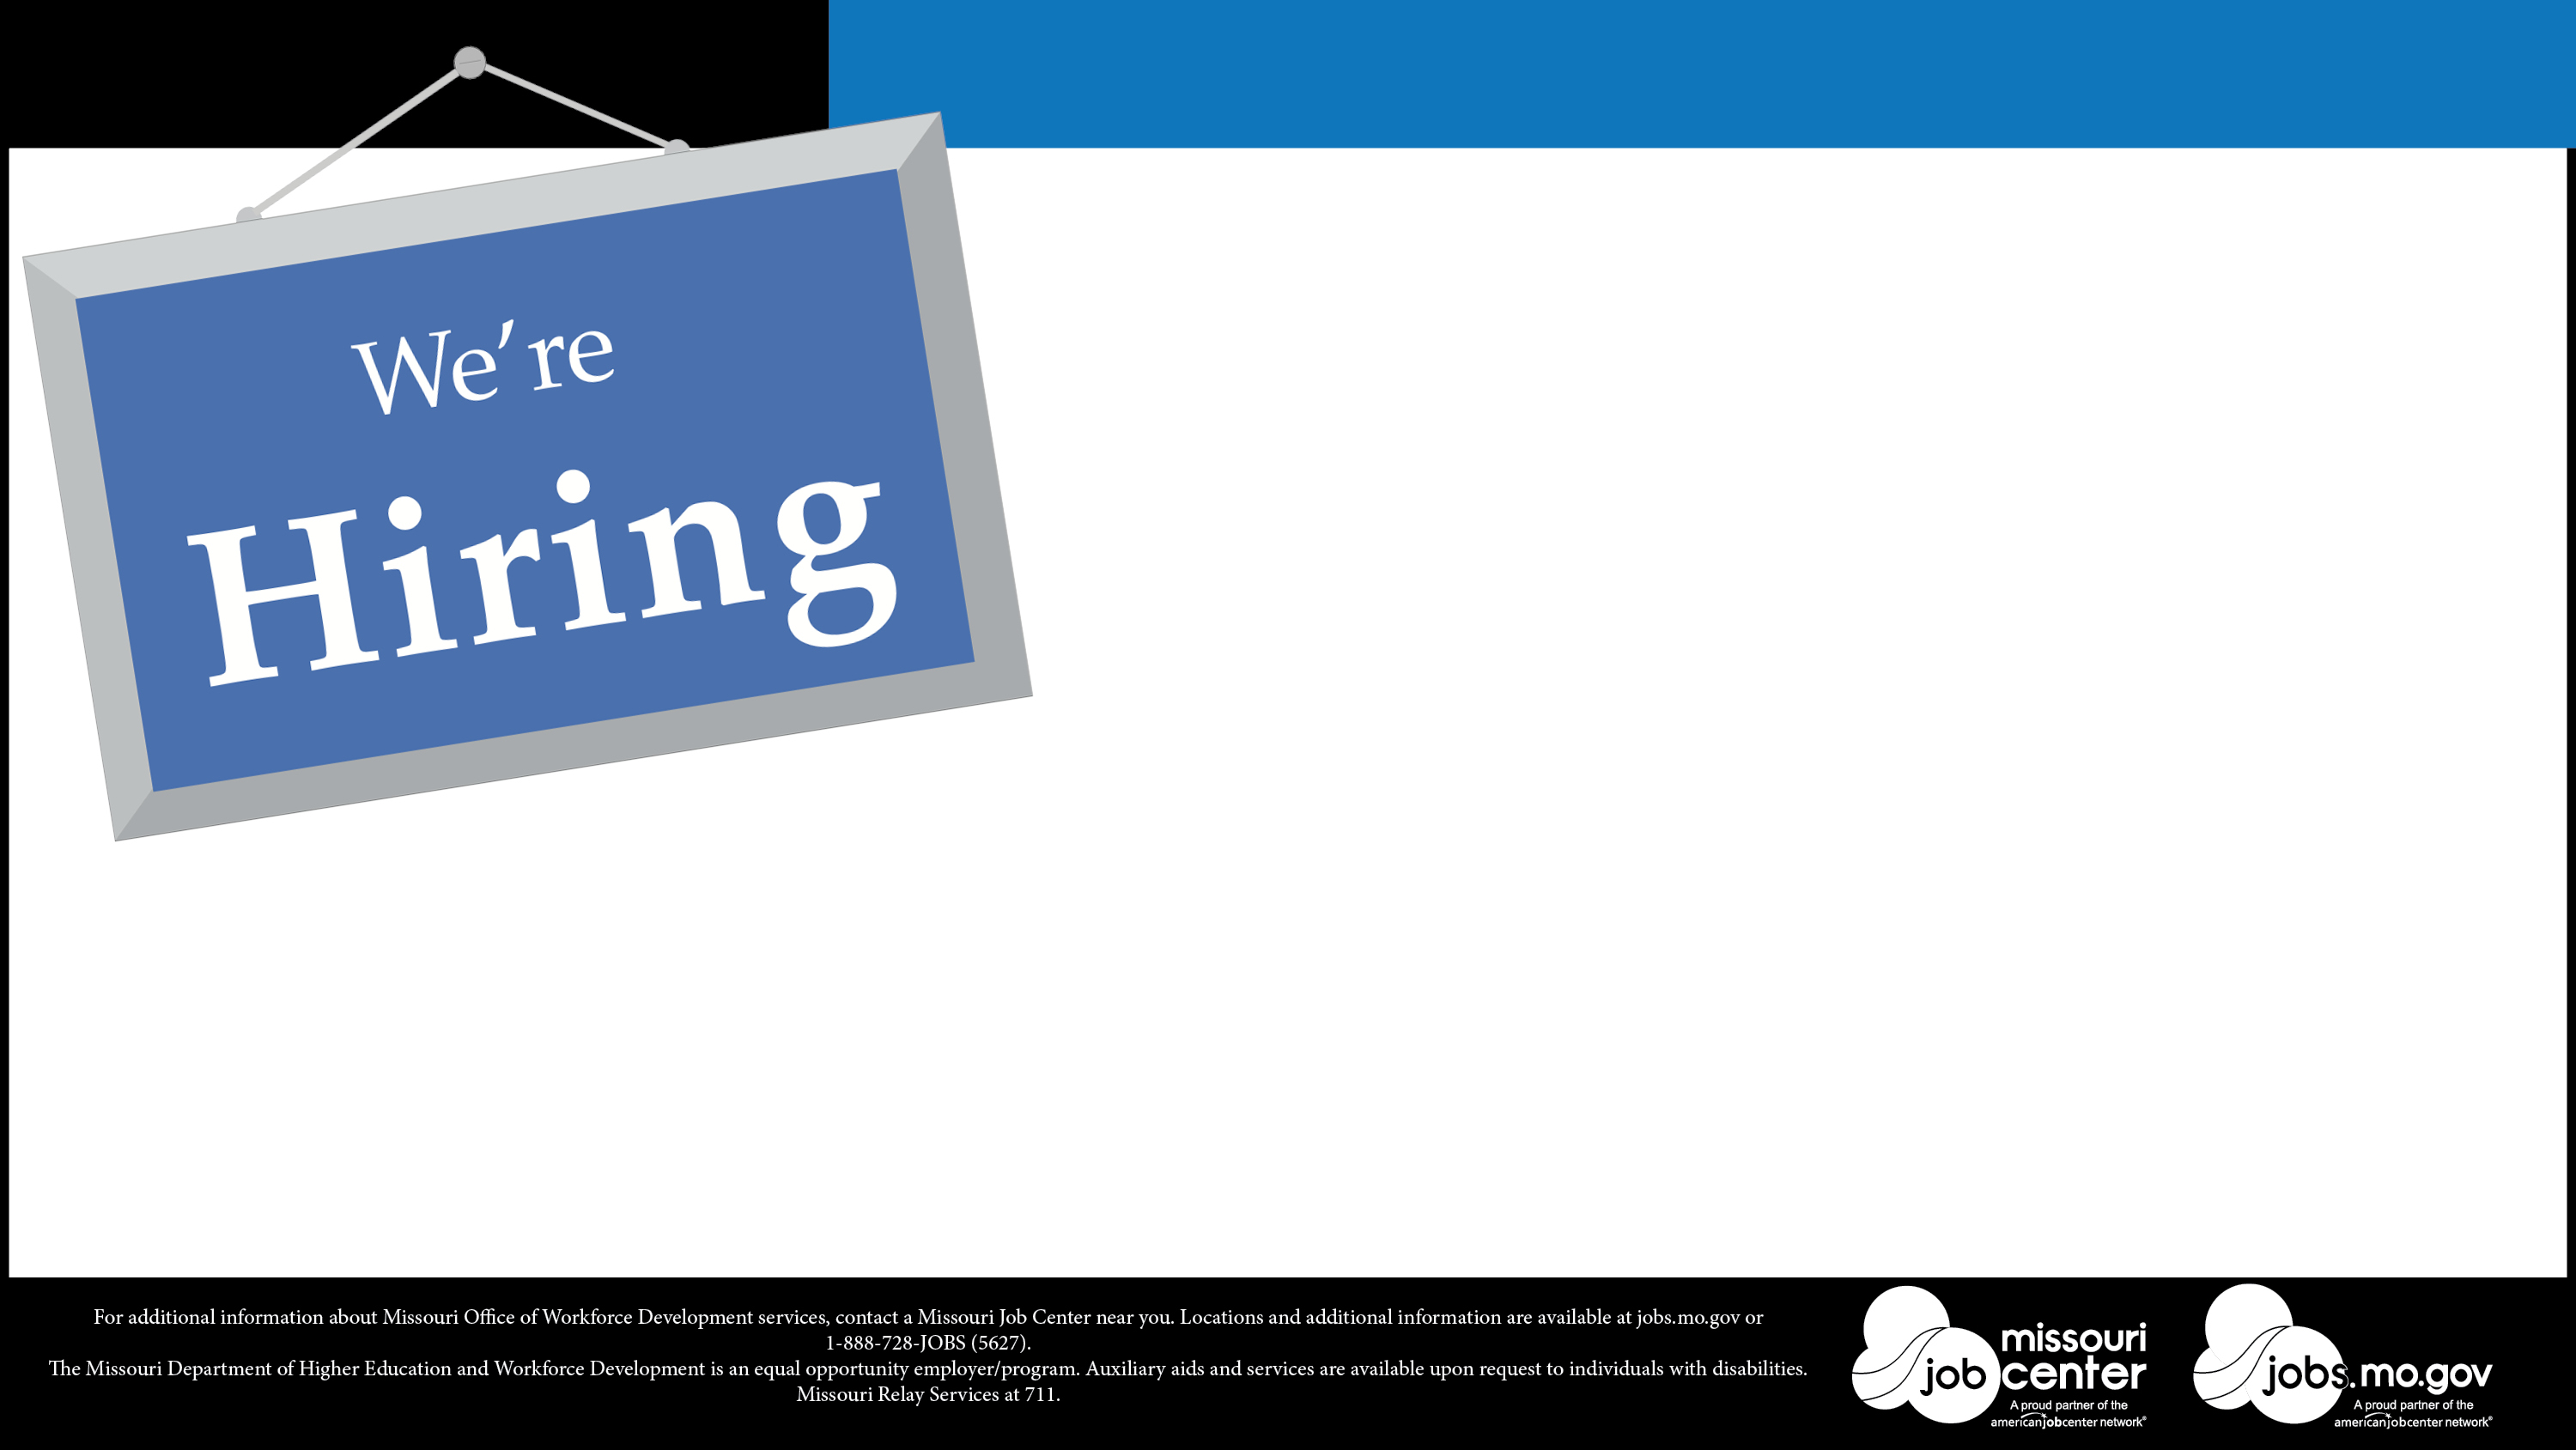 We're
Hiring
For additional information about Missouri Office of Workforce Development services, contact a Missouri Job Center near you. Locations and additional information are available at jobs.mo.gov or
1-888-728-JOBS (5627).
The Missouri Department of Higher Education and Workforce Development is an equal opportunity employer/program. Auxiliary aids and services are available upon request to individuals with disabilities.
Missouri Relay Services at 711.
missouri
job center
A proud partner of the
americanjobcenter network®
jobs.mo.gov
A proud partner of the
americanjobcenter network®